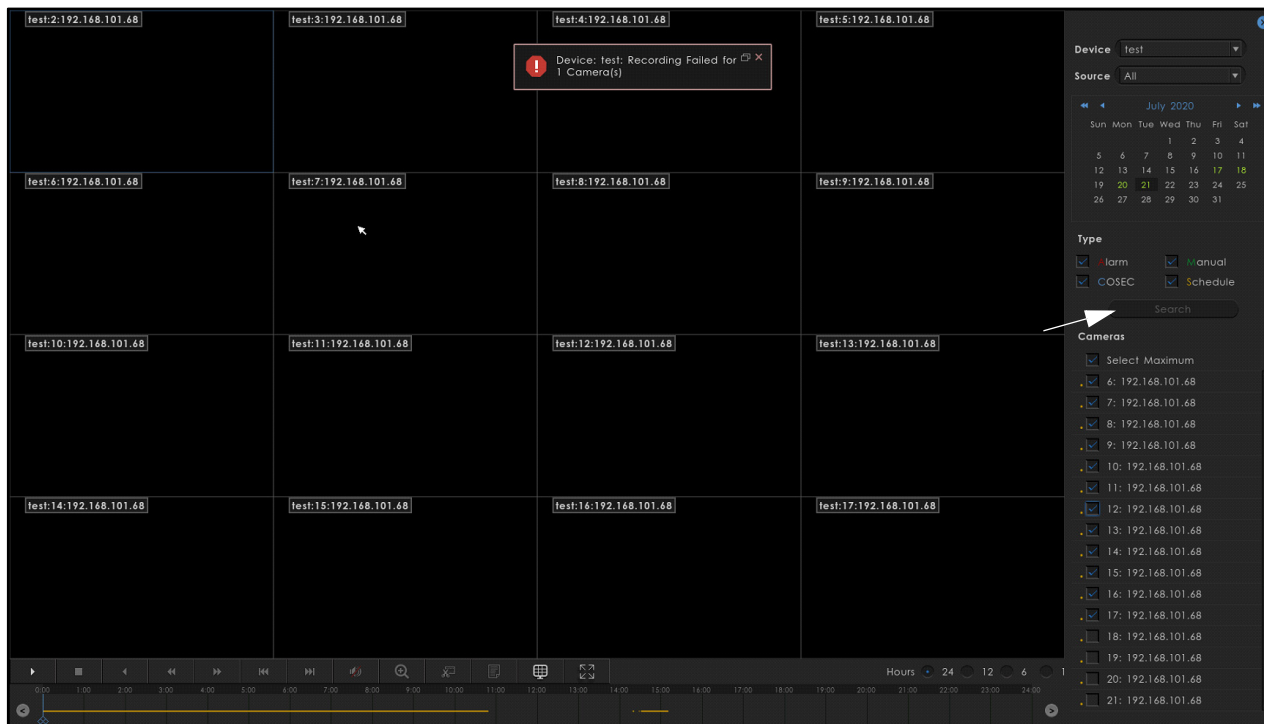 test:2:192.168.101.68
test:3:192.168.101.68
test:4:192.168.101.68
test:5:192.168.101.68
Device: test: Recording Failed for
1 Camera(s)
test:6:192.168.101.68
test:7:192.168.101.68
test:8:192.168.101.68
test:9:192.168.101.68
test:10:192.168.101.68
test:11:192.168.101.68
test:12:192.168.101.68
test:13:192.168.101.68
test:14:192.168.101.68
test:15:192.168.101.68
test:16:192.168.101.68
test:17:192.168.101.68
Device test
Source All
July 2020
Sun Mon Tue Wed Thu Fri Sat
1 2 3 4
5 6 7 8 9 10 11
12 13 14 15 16 17 18
19 20 21 22 23 24 25
26 27 28 29 30 31
Type
Alarm Manual
COSEC Schedule
Search
Cameras
Select Maximum
6: 192.168.101.68
7: 192.168.101.68
8: 192.168.101.68
9: 192.168.101.68
10: 192.168.101.68
11: 192.168.101.68
12: 192.168.101.68
13: 192.168.101.68
14: 192.168.101.68
15: 192.168.101.68
16: 192.168.101.68
17: 192.168.101.68
18: 192.168.101.68
19: 192.168.101.68
20: 192.168.101.68
21: 192.168.101.68
Hours 24 12 6 1
0:00 1:00 2:00 3:00 4:00 5:00 6:00 7:00 8:00 9:00 10:00 11:00 12:00 13:00 14:00 15:00 16:00 17:00 18:00 19:00 20:00 21:00 22:00 23:00 24:00